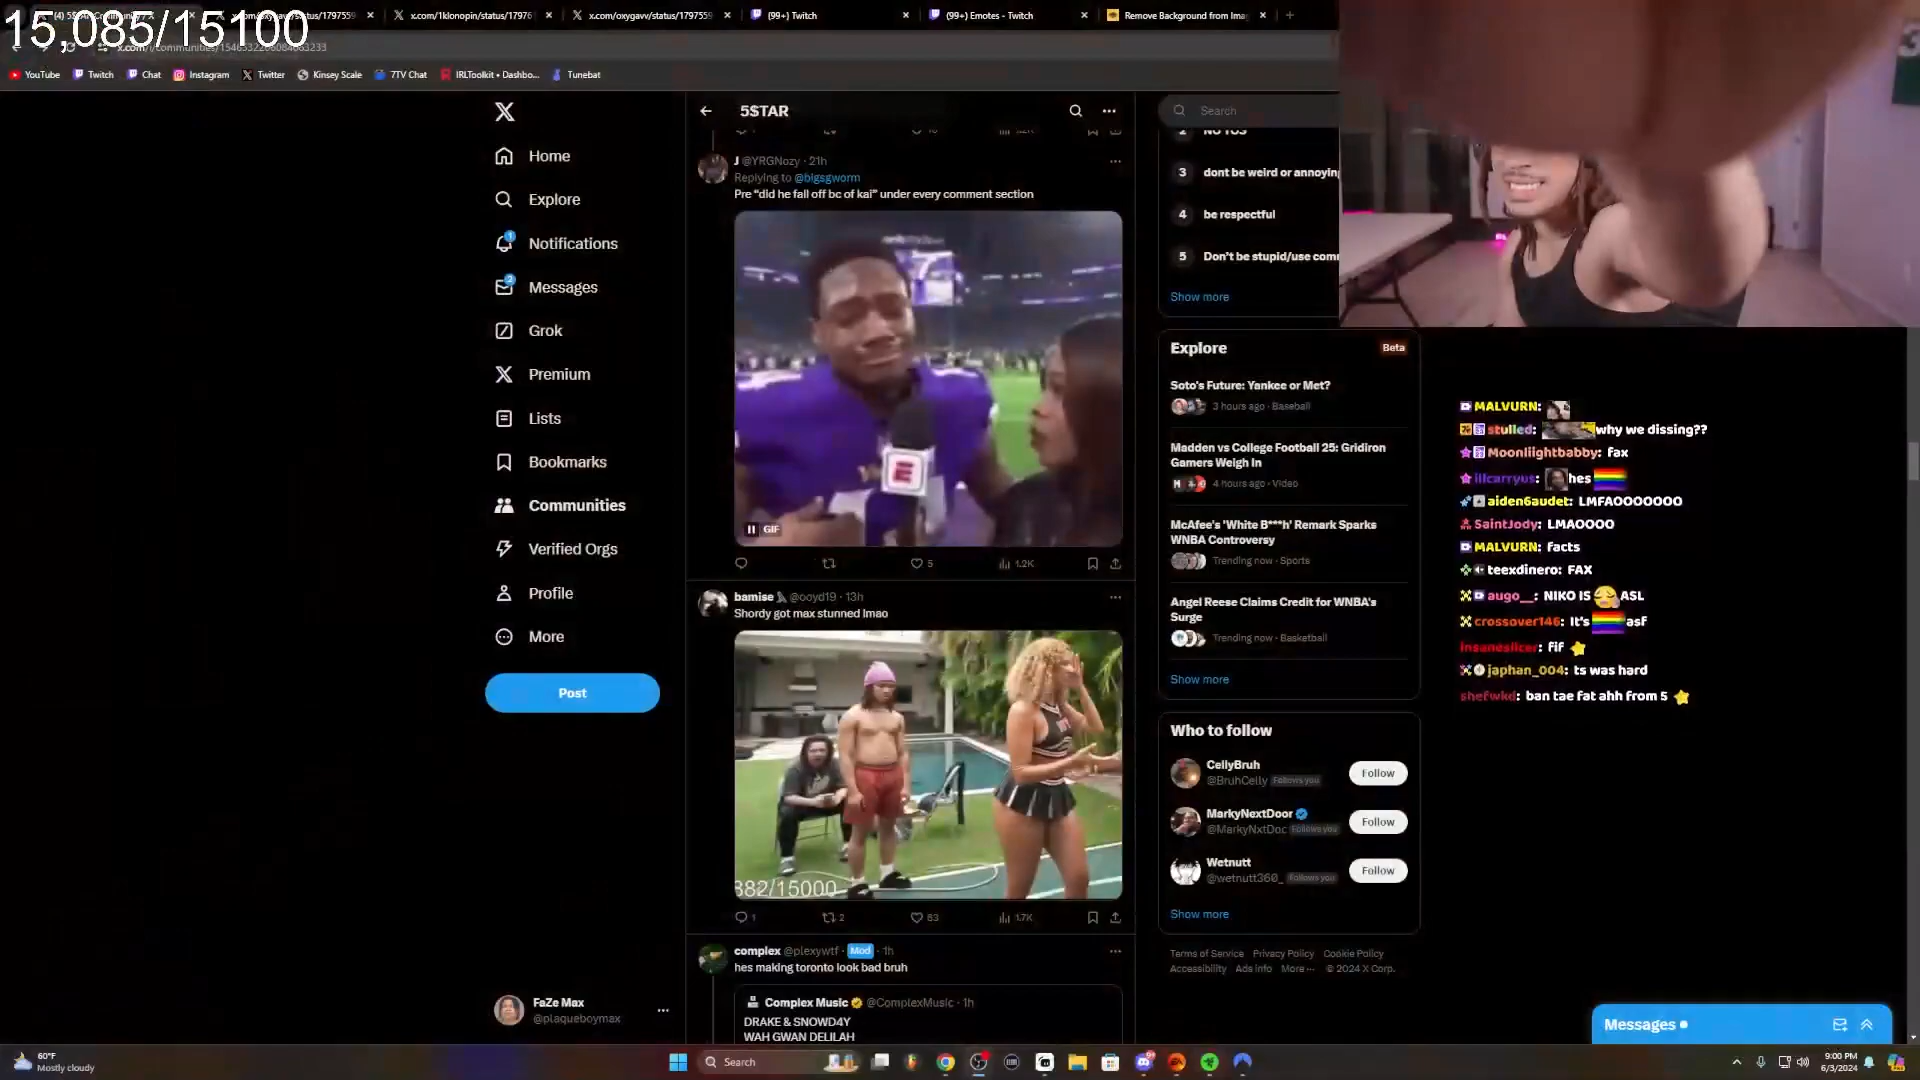 15,085/15100
(99+) Twitch
(99+) Emotes - Twitch
Remove Background from Ima
x.com/1klonopin/status/17976
x.com/oxygavv/status/1797559
YouTube
Twitch
Chat
Instagram
Twitter
Kinsey Scale
7TV Chat
IRLToolkit • Dashbo...
Tunebat
Home
Explore
Notifications
1
Messages
2
Grok
Premium
Lists
Bookmarks
Communities
Verified Orgs
Profile
More
Post
FaZe Max
@plaqueboymax
5$TAR
J @YRGNozy · 21h
Replying to @bigsgworm
Pre “did he fall off bc of kai” under every comment section
GIF
5
1.2K
bamise @ooyd19 · 13h
Shordy got max stunned lmao
882/15000
1
2
63
1.7K
complex @plexywtf · Mod · 1h
hes making toronto look bad bruh
Complex Music @ComplexMusic · 1h
DRAKE & SNOWD4Y
WAH GWAN DELILAH
Search
2 NO TOS
3 dont be weird or annoying
4 be respectful
5 Don't be stupid/use com
Show more
Explore
Beta
Soto's Future: Yankee or Met?
3 hours ago · Baseball
Madden vs College Football 25: Gridiron
Gamers Weigh In
4 hours ago · Video
McAfee's 'White B***h' Remark Sparks
WNBA Controversy
Trending now · Sports
Angel Reese Claims Credit for WNBA's
Surge
Trending now · Basketball
Show more
Who to follow
CellyBruh
@BruhCelly Follows you
Follow
MarkyNextDoor
@MarkyNxtDoc Follows you
Follow
Wetnutt
@wetnutt360_ Follows you
Follow
Show more
Terms of Service Privacy Policy Cookie Policy
Accessibility Ads info More ··· © 2024 X Corp.
MALVURN:
stulled: why we dissing??
Moonliightbabby: fax
illcarryus: hes
aiden6audet: LMFAOOOOOOO
SaintJody: LMAOOOO
MALVURN: facts
teexdinero: FAX
augo__: NIKO IS ASL
crossover146: It's asf
insanealicer: fif
japhan_004: ts was hard
shefwkd: ban tae fat ahh from 5
Messages
60°F
Mostly cloudy
Search
9:00 PM
6/3/2024